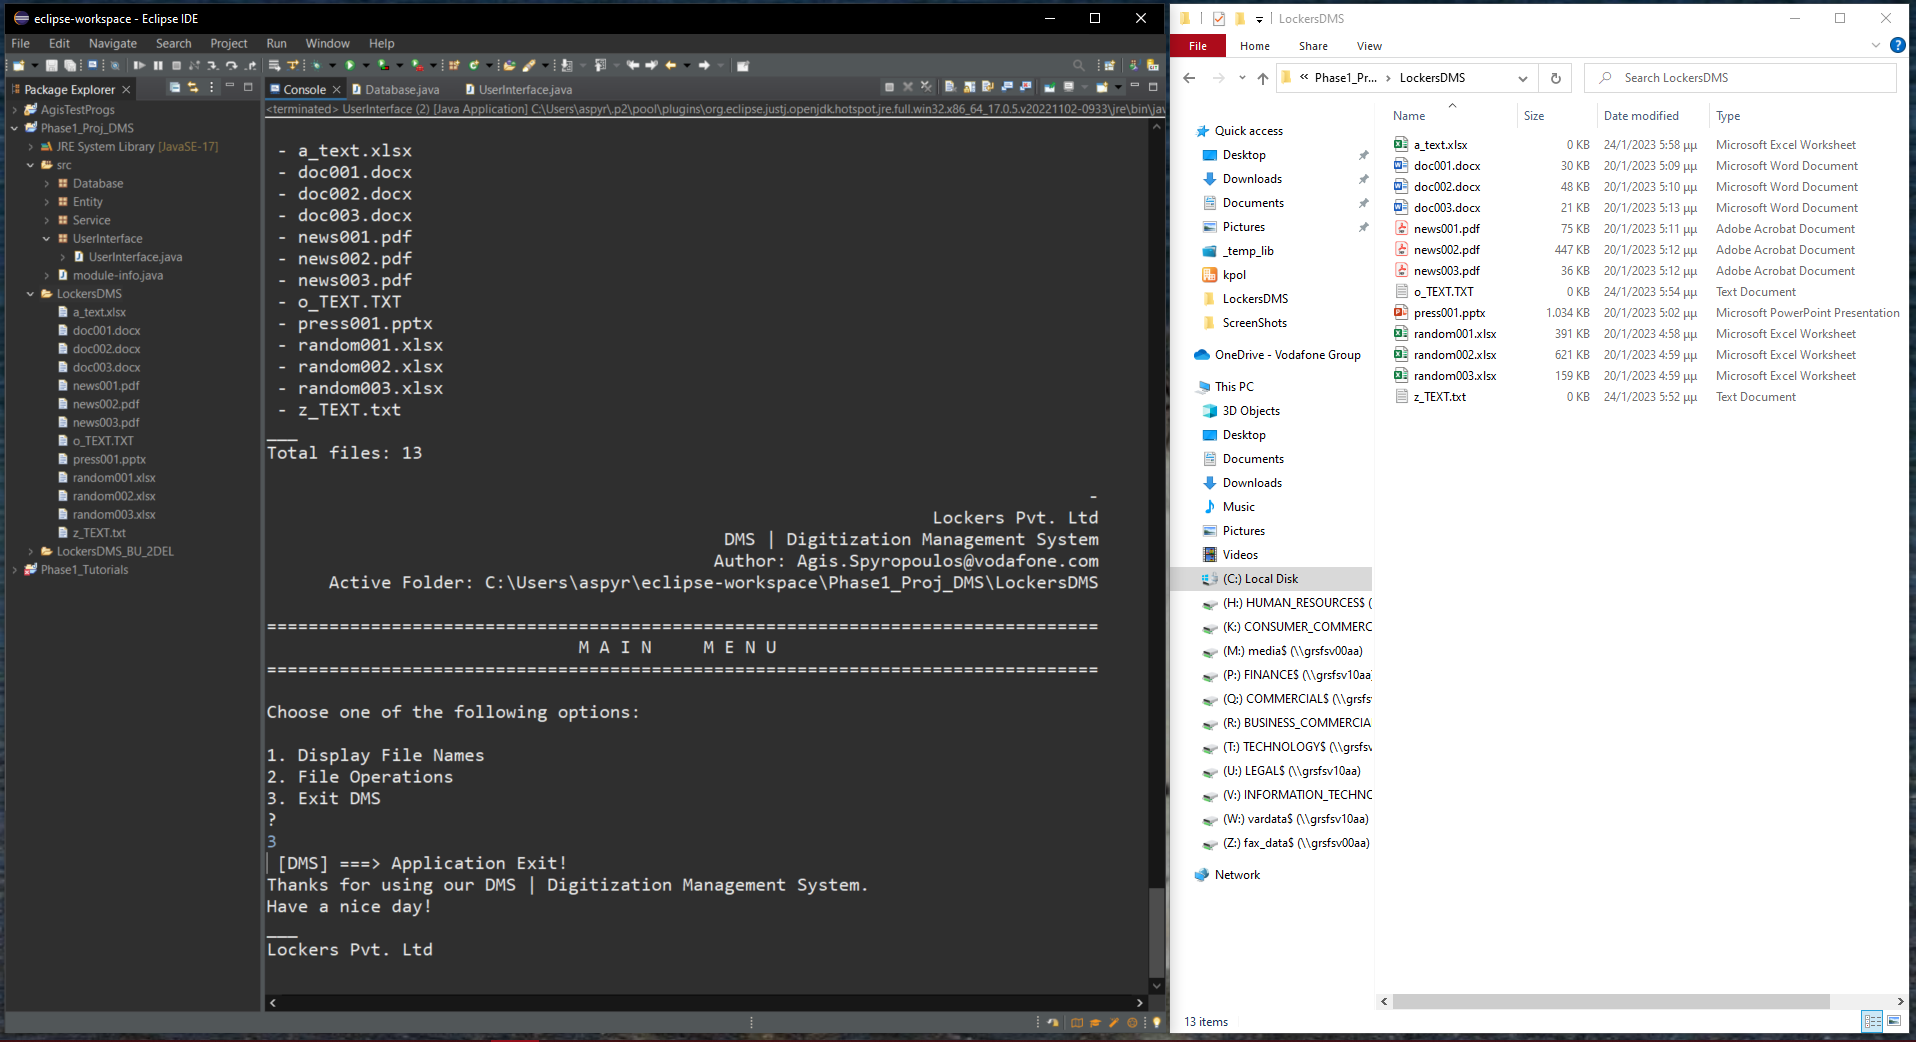 eclipse-workspace - Eclipse IDE
File Edit Navigate Search Project Run Window Help
Package Explorer
AgisTestProgs
Phase1_Proj_DMS
JRE System Library [JavaSE-17]
src
Database
Entity
Service
UserInterface
UserInterface.java
module-info.java
LockersDMS
a_text.xlsx
doc001.docx
doc002.docx
doc003.docx
news001.pdf
news002.pdf
news003.pdf
o_TEXT.TXT
press001.pptx
random001.xlsx
random002.xlsx
random003.xlsx
z_TEXT.txt
LockersDMS_BU_2DEL
Phase1_Tutorials
Console Database.java UserInterface.java
<terminated> UserInterface (2) [Java Application] C:\Users\aspyr\.p2\pool\plugins\org.eclipse.justj.openjdk.hotspot.jre.full.win32.x86_64_17.0.5.v20221102-0933\jre\bin\jav
- a_text.xlsx
- doc001.docx
- doc002.docx
- doc003.docx
- news001.pdf
- news002.pdf
- news003.pdf
- o_TEXT.TXT
- press001.pptx
- random001.xlsx
- random002.xlsx
- random003.xlsx
- z_TEXT.txt
___
Total files: 13
-
Lockers Pvt. Ltd
DMS | Digitization Management System
Author: Agis.Spyropoulos@vodafone.com
Active Folder: C:\Users\aspyr\eclipse-workspace\Phase1_Proj_DMS\LockersDMS
================================================================================
M A I N     M E N U
================================================================================
Choose one of the following options:
1. Display File Names
2. File Operations
3. Exit DMS
?
3
[DMS] ===> Application Exit!
Thanks for using our DMS | Digitization Management System.
Have a nice day!
___
Lockers Pvt. Ltd
LockersDMS
File Home Share View
« Phase1_Pr... › LockersDMS
Search LockersDMS
Quick access
Desktop
Downloads
Documents
Pictures
_temp_lib
kpol
LockersDMS
ScreenShots
OneDrive - Vodafone Group
This PC
3D Objects
Desktop
Documents
Downloads
Music
Pictures
Videos
(C:) Local Disk
(H:) HUMAN_RESOURCES$ (
(K:) CONSUMER_COMMERC
(M:) media$ (\\grsfsv00aa)
(P:) FINANCE$ (\\grsfsv10aa)
(Q:) COMMERCIAL$ (\\grsfs
(R:) BUSINESS_COMMERCIA
(T:) TECHNOLOGY$ (\\grsfsv
(U:) LEGAL$ (\\grsfsv10aa)
(V:) INFORMATION_TECHNO
(W:) vardata$ (\\grsfsv10aa)
(Z:) fax_data$ (\\grsfsv00aa)
Network
Name Size Date modified Type
a_text.xlsx 0 KB 24/1/2023 5:58 μμ Microsoft Excel Worksheet
doc001.docx 30 KB 20/1/2023 5:09 μμ Microsoft Word Document
doc002.docx 48 KB 20/1/2023 5:10 μμ Microsoft Word Document
doc003.docx 21 KB 20/1/2023 5:13 μμ Microsoft Word Document
news001.pdf 75 KB 20/1/2023 5:11 μμ Adobe Acrobat Document
news002.pdf 447 KB 20/1/2023 5:12 μμ Adobe Acrobat Document
news003.pdf 36 KB 20/1/2023 5:12 μμ Adobe Acrobat Document
o_TEXT.TXT 0 KB 24/1/2023 5:54 μμ Text Document
press001.pptx 1.034 KB 20/1/2023 5:02 μμ Microsoft PowerPoint Presentation
random001.xlsx 391 KB 20/1/2023 4:58 μμ Microsoft Excel Worksheet
random002.xlsx 621 KB 20/1/2023 4:59 μμ Microsoft Excel Worksheet
random003.xlsx 159 KB 20/1/2023 4:59 μμ Microsoft Excel Worksheet
z_TEXT.txt 0 KB 24/1/2023 5:52 μμ Text Document
13 items